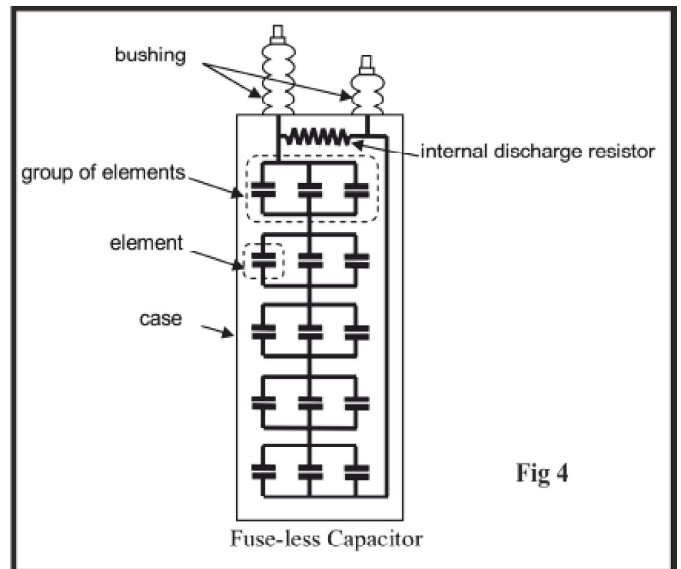 bushing
internal discharge resistor
group of elements
element
case
Fig 4
Fuse-less Capacitor